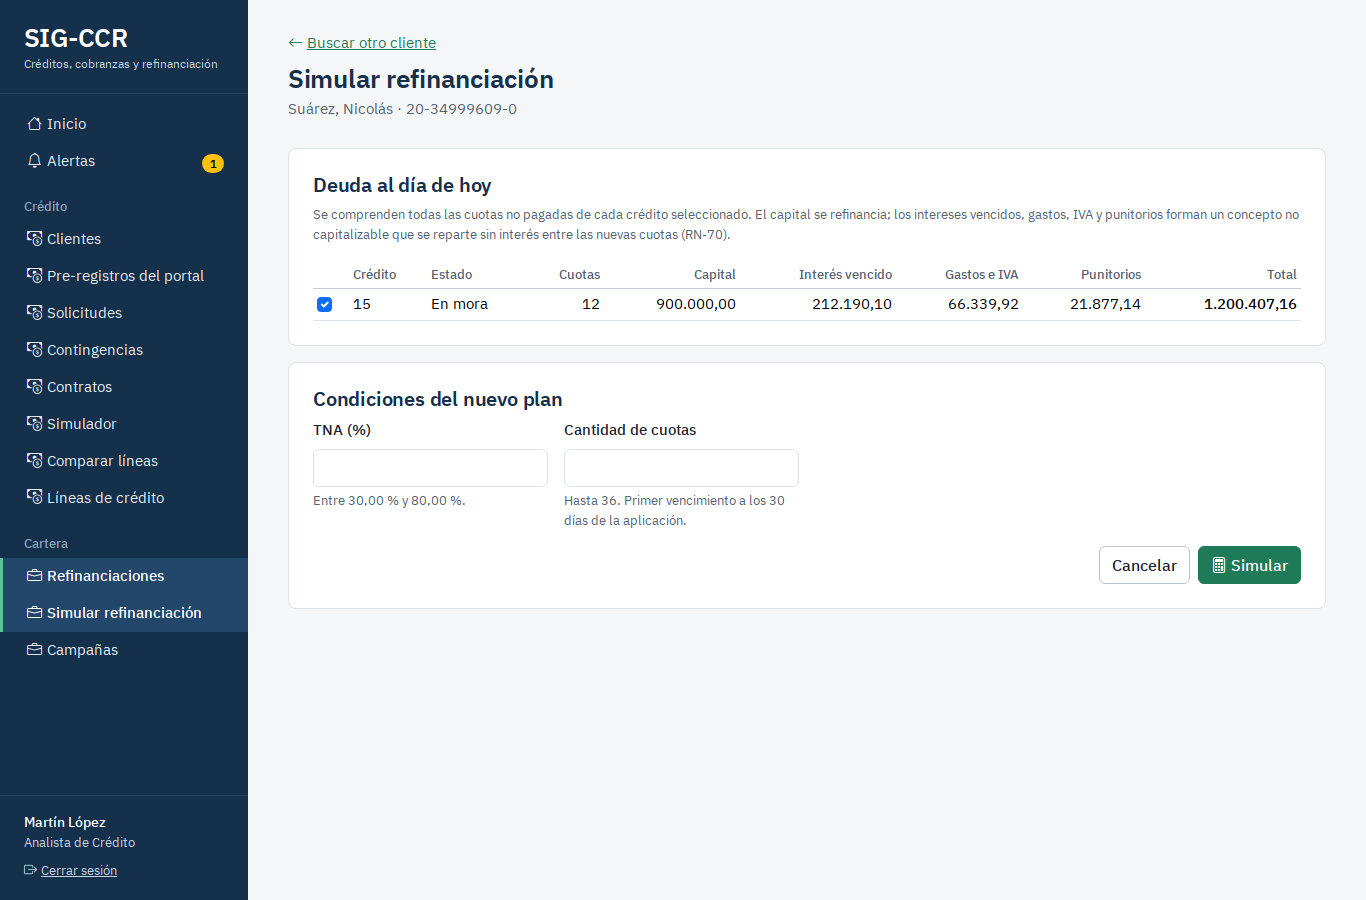 SIG-CCR
Créditos, cobranzas y refinanciación
Inicio
Alertas 1
Crédito
Clientes
Pre-registros del portal
Solicitudes
Contingencias
Contratos
Simulador
Comparar líneas
Líneas de crédito
Cartera
Refinanciaciones
Simular refinanciación
Campañas
Martín López
Analista de Crédito
Cerrar sesión
← Buscar otro cliente
Simular refinanciación
Suárez, Nicolás · 20-34999609-0
Deuda al día de hoy
Se comprenden todas las cuotas no pagadas de cada crédito seleccionado. El capital se refinancia; los intereses vencidos, gastos, IVA y punitorios forman un concepto no
capitalizable que se reparte sin interés entre las nuevas cuotas (RN-70).
Crédito Estado Cuotas Capital Interés vencido Gastos e IVA Punitorios Total
15 En mora 12 900.000,00 212.190,10 66.339,92 21.877,14 1.200.407,16
Condiciones del nuevo plan
TNA (%) Cantidad de cuotas
Entre 30,00 % y 80,00 %. Hasta 36. Primer vencimiento a los 30
días de la aplicación.
Cancelar Simular